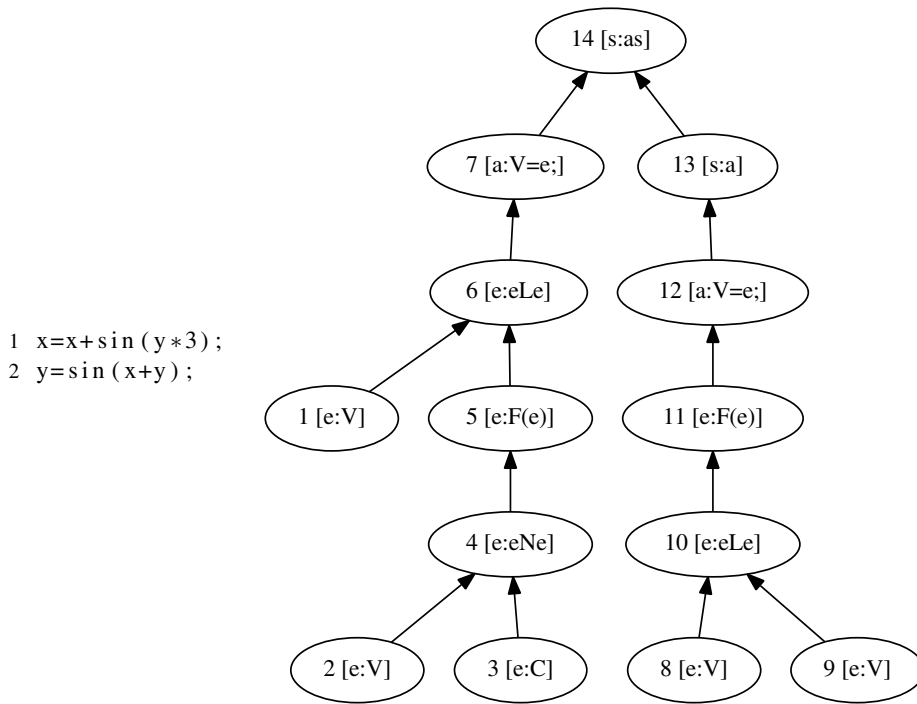 14 [s:as]
7 [a:V=e;]
13 [s:a]
6 [e:eLe]
12 [a:V=e;]
1 x=x+sin(y*3);
2 y=sin(x+y);
1 [e:V]
5 [e:F(e)]
11 [e:F(e)]
4 [e:eNe]
10 [e:eLe]
2 [e:V]
3 [e:C]
8 [e:V]
9 [e:V]